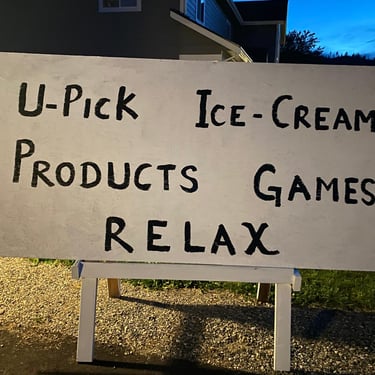 U-Pick Ice-Cream
Products Games
Relax